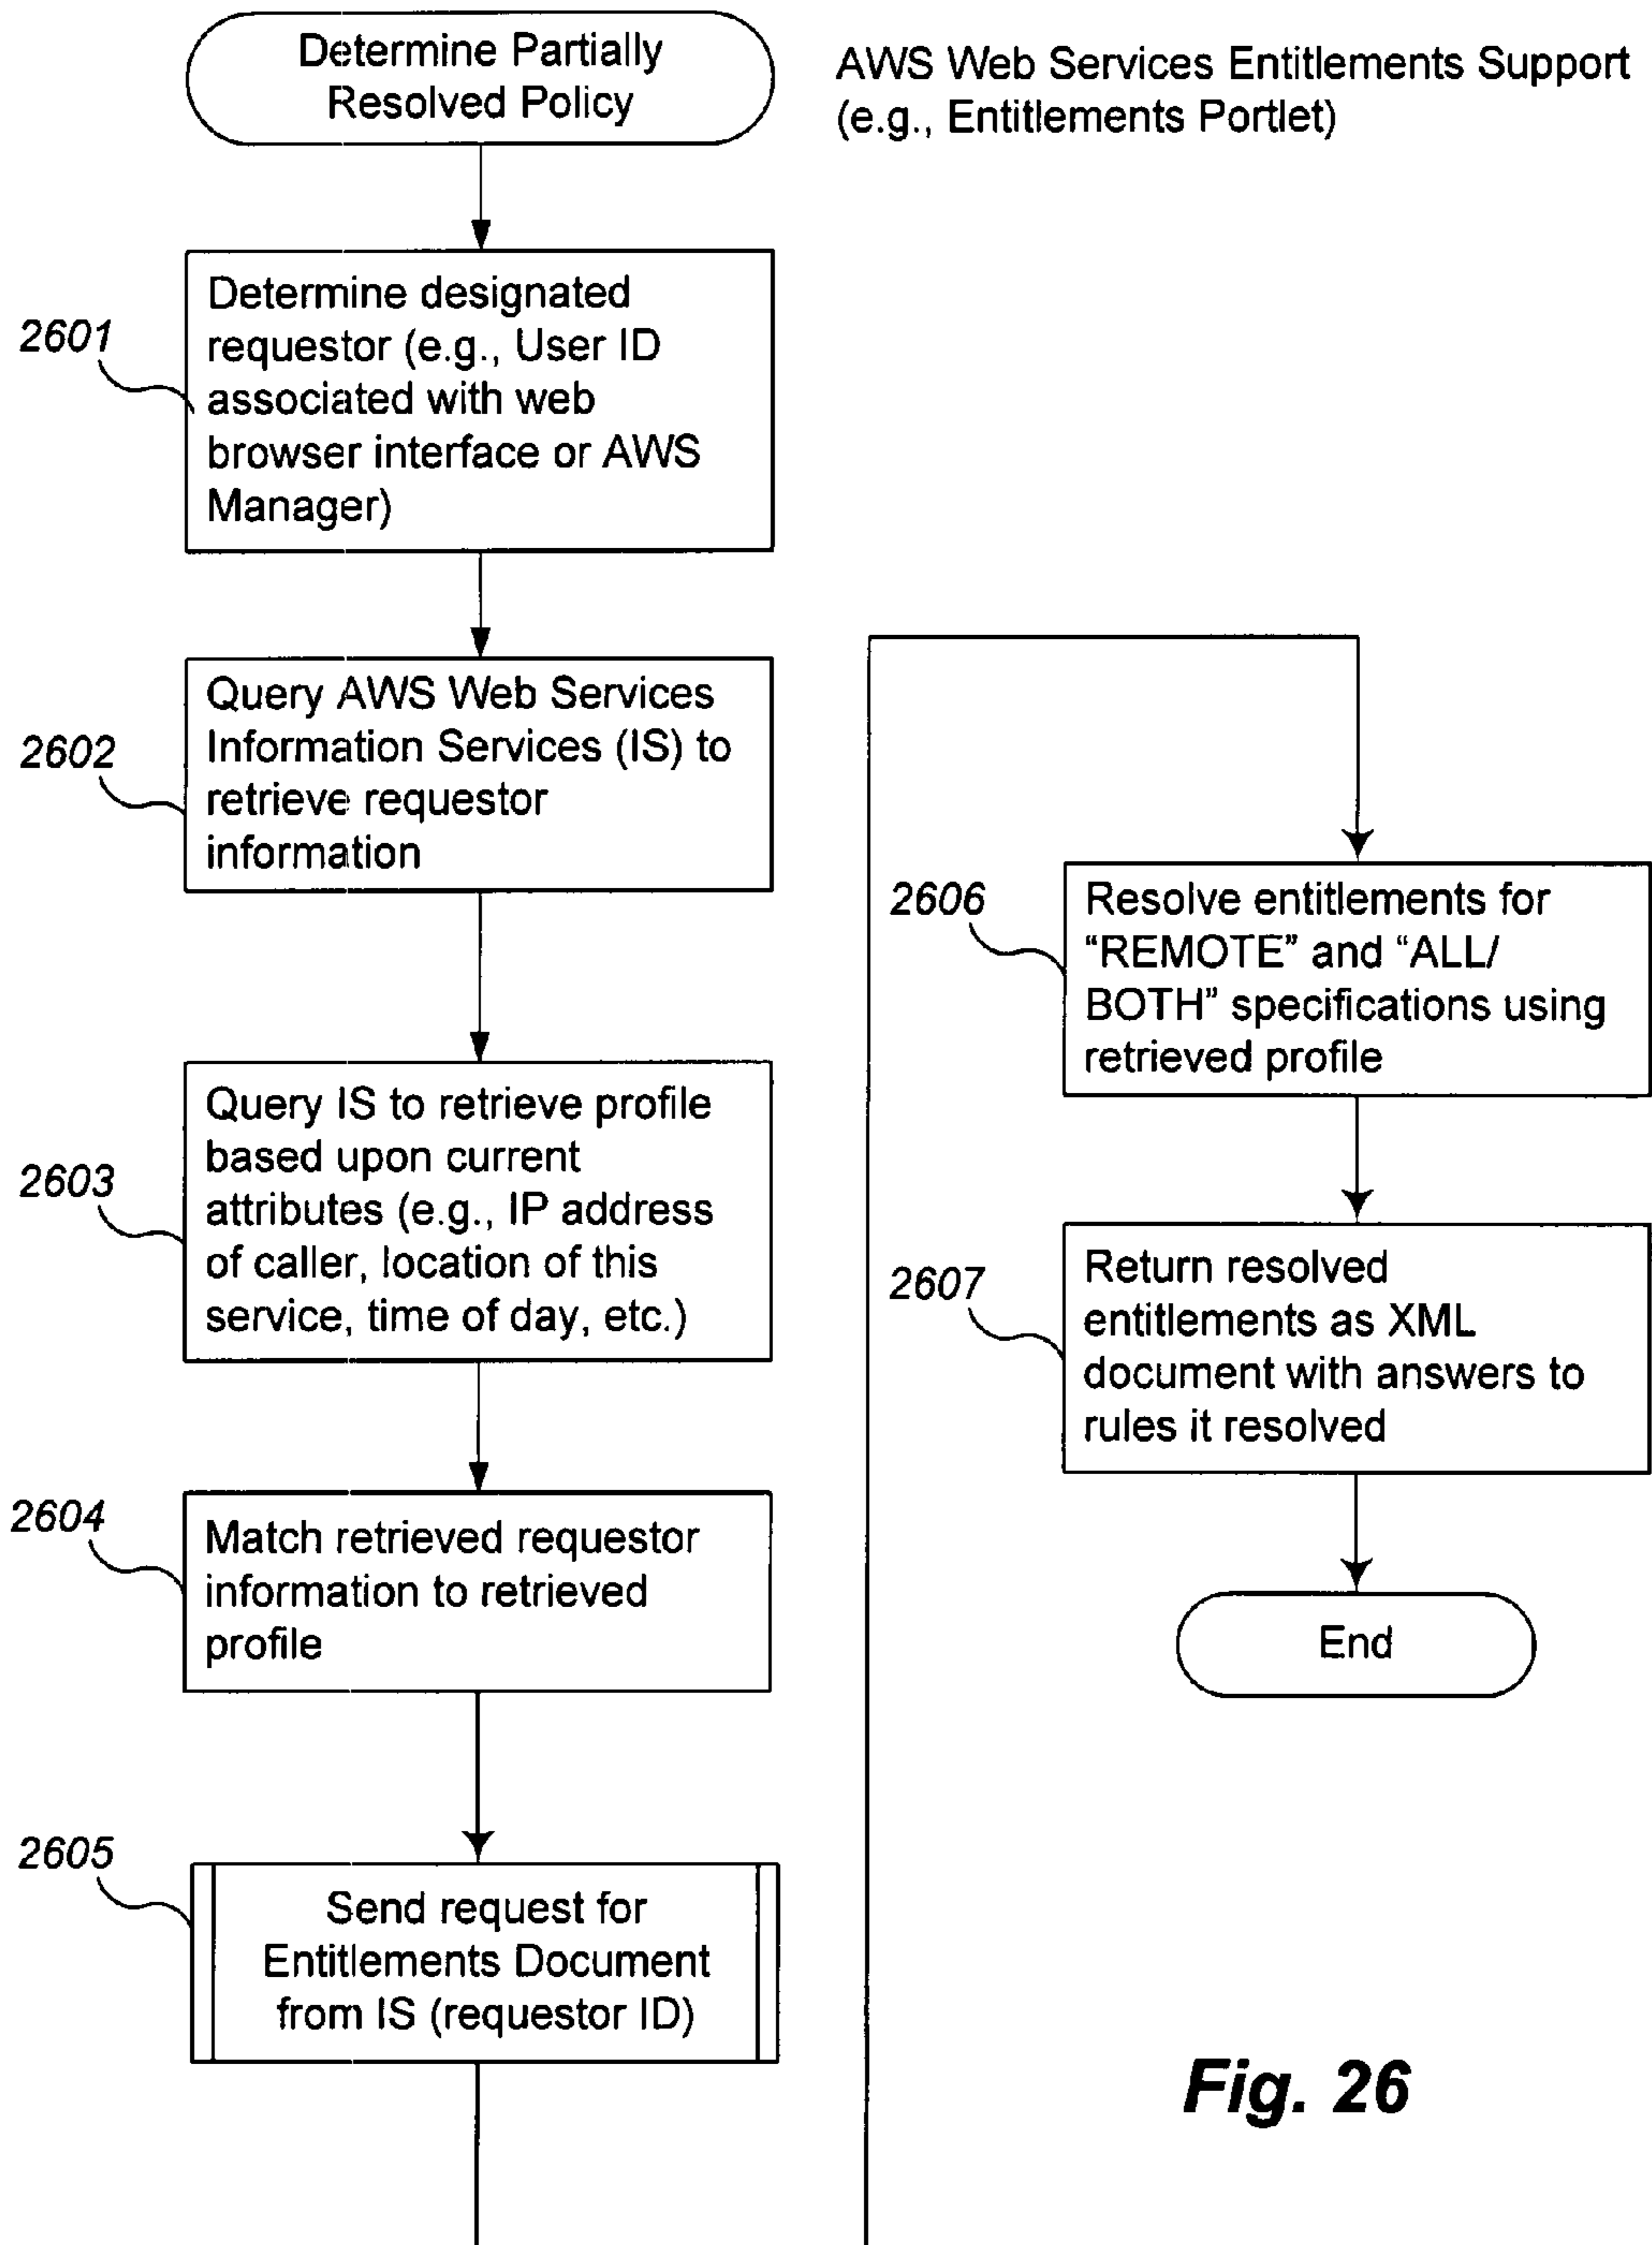 Determine Partially
Resolved Policy
AWS Web Services Entitlements Support
(e.g., Entitlements Portlet)
2601
Determine designated
requestor (e.g., User ID
associated with web
browser interface or AWS
Manager)
2602
Query AWS Web Services
Information Services (IS) to
retrieve requestor
information
2603
Query IS to retrieve profile
based upon current
attributes (e.g., IP address
of caller, location of this
service, time of day, etc.)
2604
Match retrieved requestor
information to retrieved
profile
2605
Send request for
Entitlements Document
from IS (requestor ID)
2606
Resolve entitlements for
“REMOTE” and “ALL/
BOTH” specifications using
retrieved profile
2607
Return resolved
entitlements as XML
document with answers to
rules it resolved
End
Fig. 26